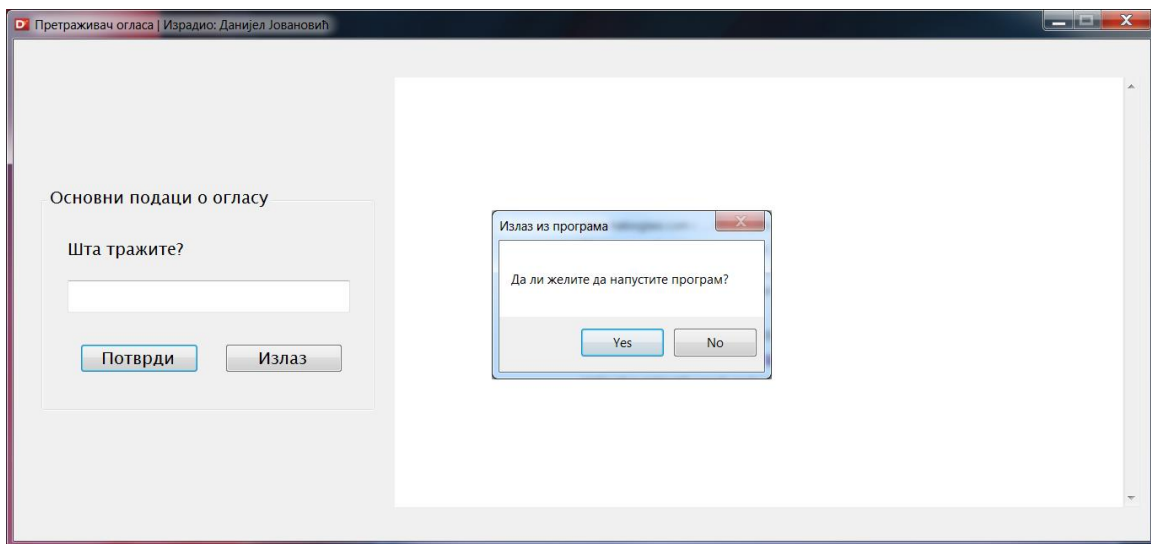 Претраживач огласа | Израдио: Данијел Јовановић
Основни подаци о огласу
Шта тражите?
Потврди
Излаз
Излаз из програма
Да ли желите да напустите програм?
Yes
No